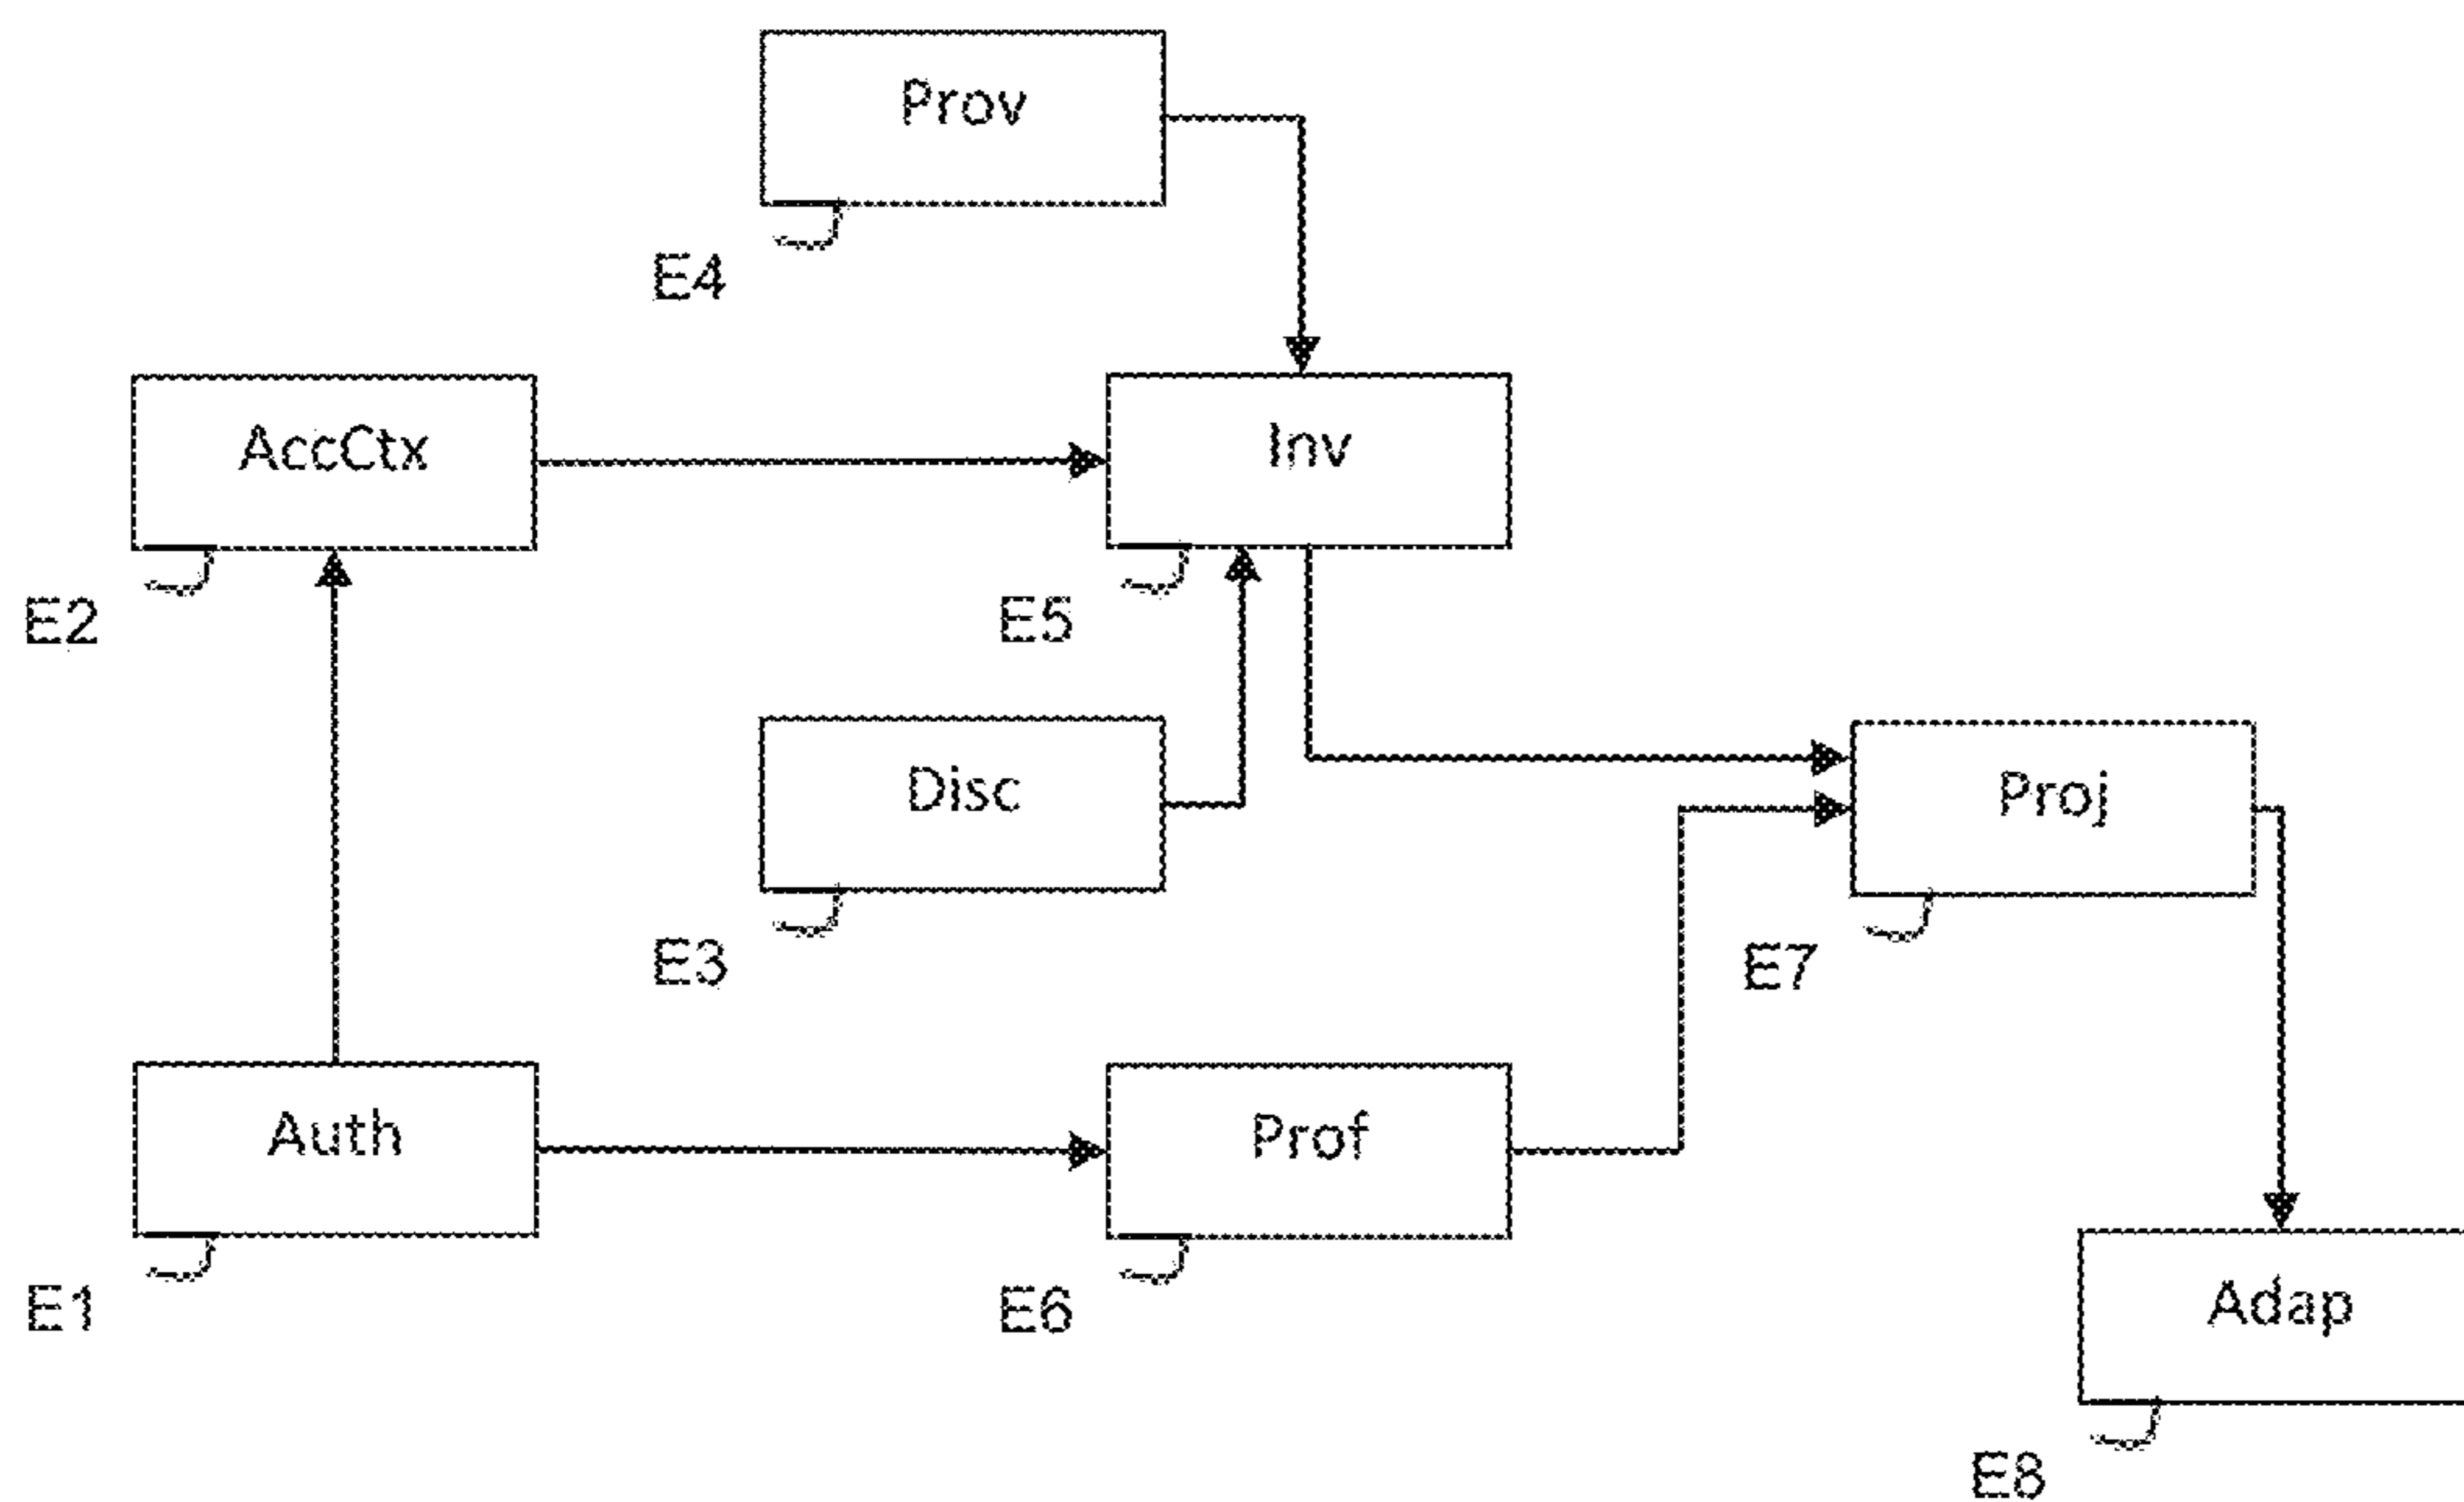 Prov
E4
AccCtx
Inv
E2
E5
Disc
Proj
E3
E7
Auth
Prof
E1
E6
Adap
E8